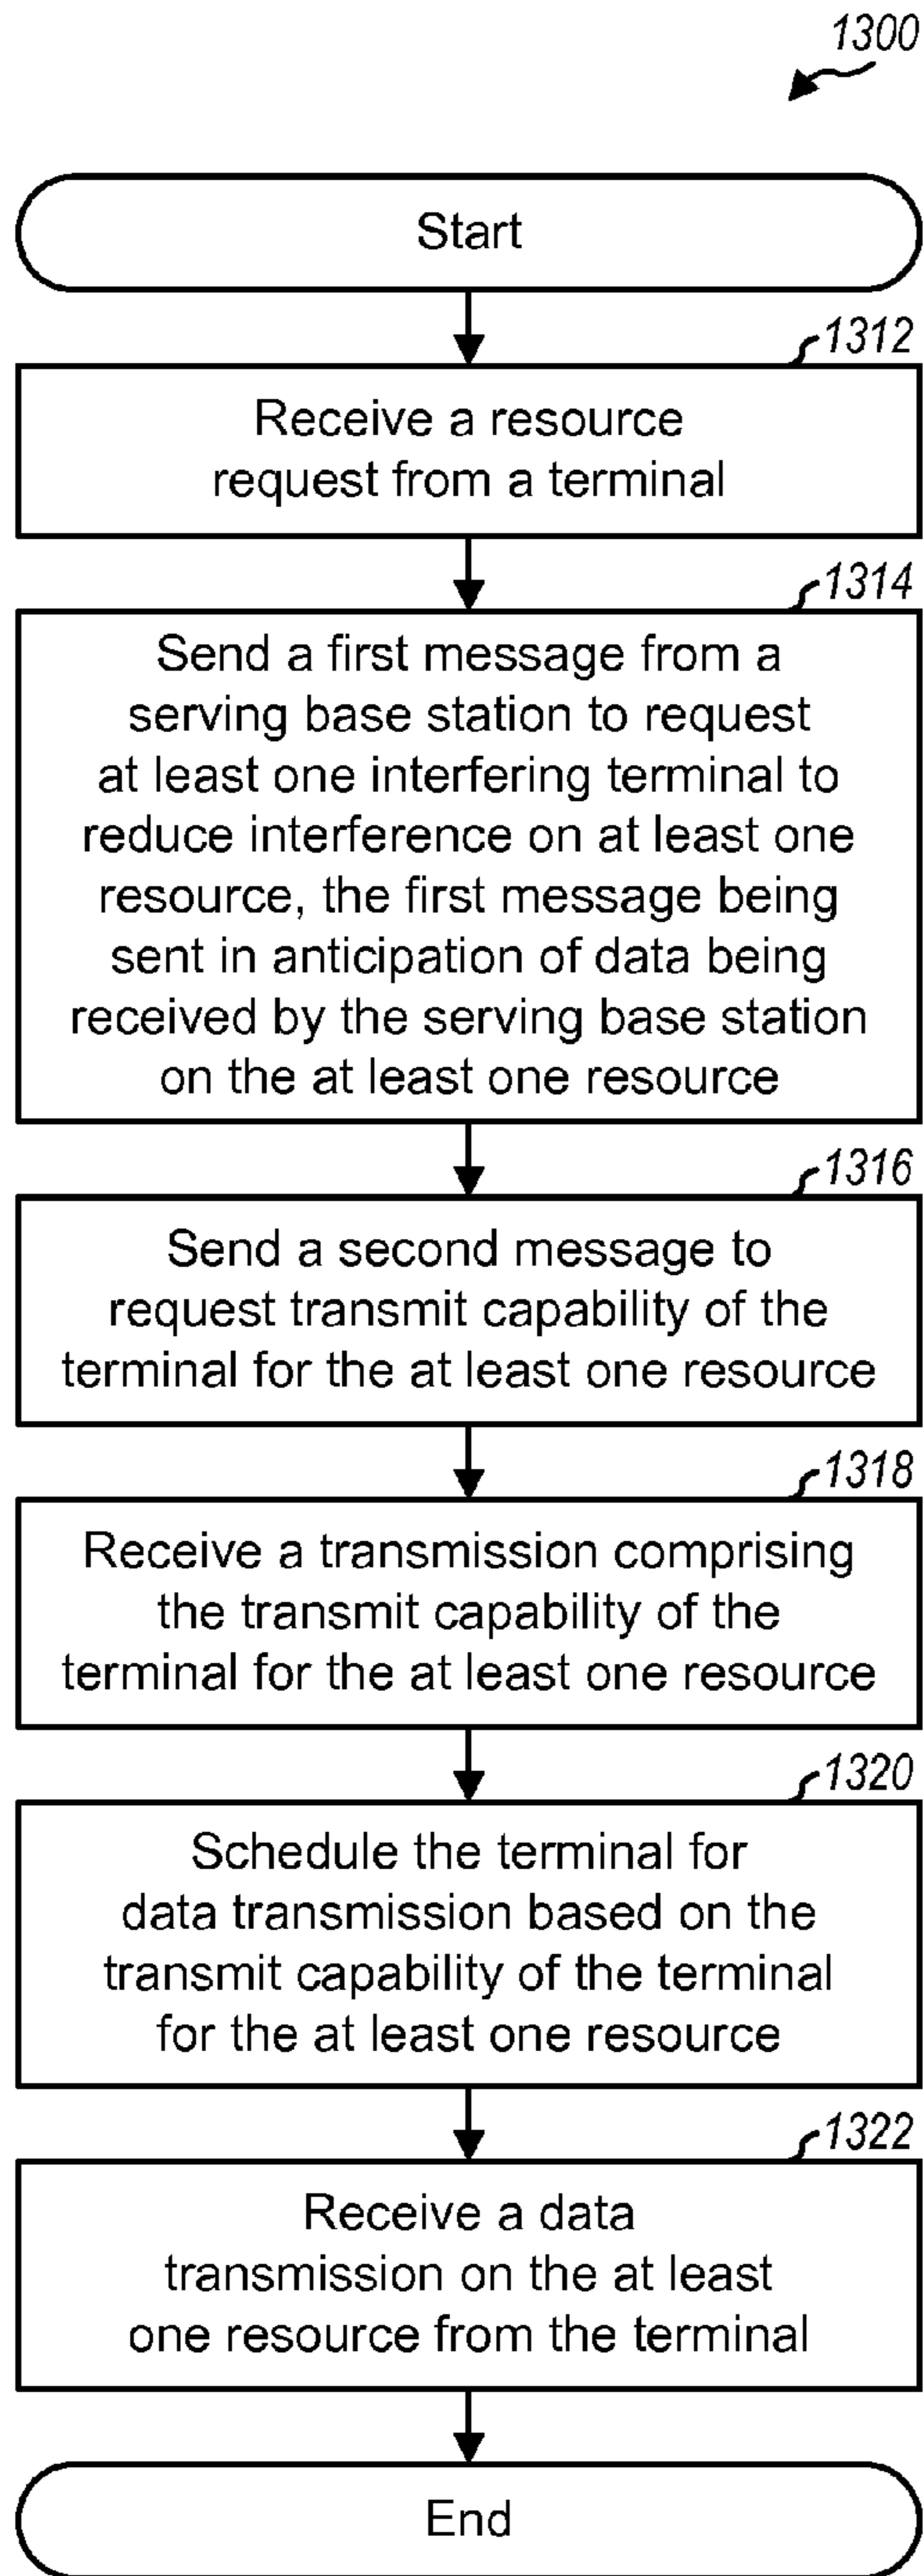 1300
Start
1312
Receive a resource
request from a terminal
1314
Send a first message from a
serving base station to request
at least one interfering terminal to
reduce interference on at least one
resource, the first message being
sent in anticipation of data being
received by the serving base station
on the at least one resource
1316
Send a second message to
request transmit capability of the
terminal for the at least one resource
1318
Receive a transmission comprising
the transmit capability of the
terminal for the at least one resource
1320
Schedule the terminal for
data transmission based on the
transmit capability of the terminal
for the at least one resource
1322
Receive a data
transmission on the at least
one resource from the terminal
End